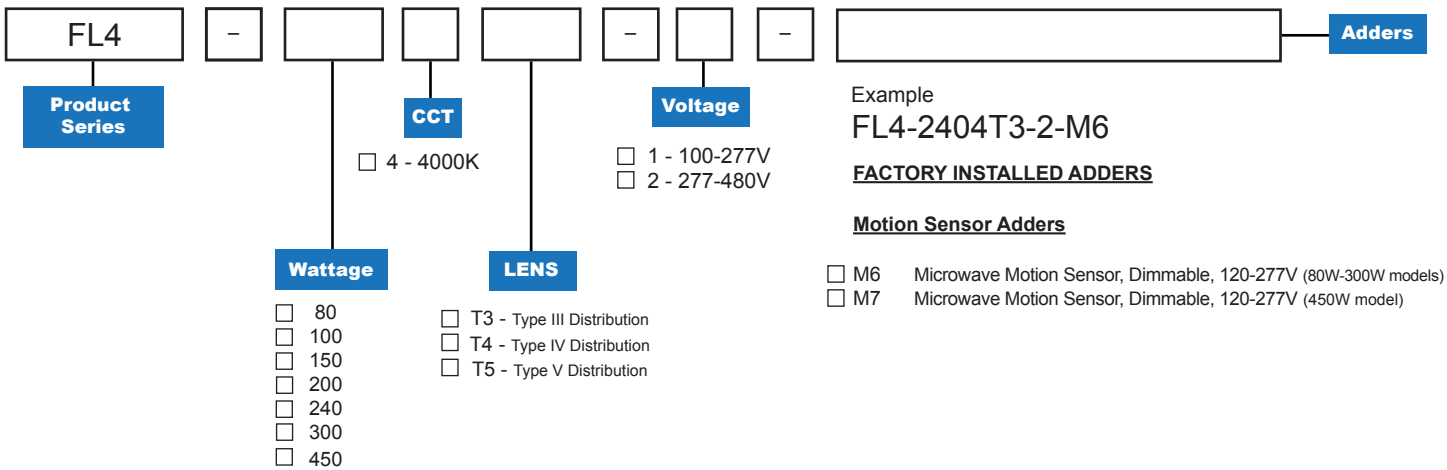 FL4 – – –
Adders
Product
Series
CCT
4 - 4000K
Voltage
1 - 100-277V
2 - 277-480V
Example
FL4-2404T3-2-M6
FACTORY INSTALLED ADDERS
Motion Sensor Adders
M6 Microwave Motion Sensor, Dimmable, 120-277V (80W-300W models)
M7 Microwave Motion Sensor, Dimmable, 120-277V (450W model)
Wattage
80
100
150
200
240
300
450
LENS
T3 - Type III Distribution
T4 - Type IV Distribution
T5 - Type V Distribution